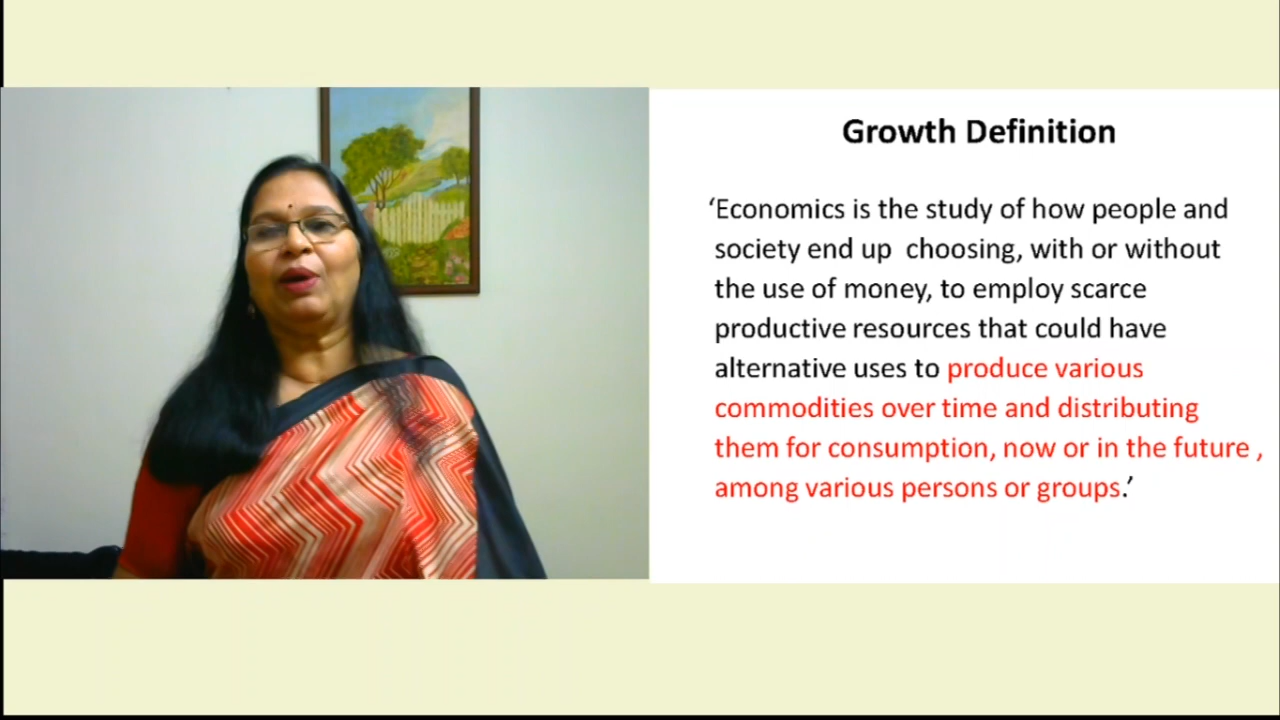 Growth Definition
‘Economics is the study of how people and
society end up choosing, with or without
the use of money, to employ scarce
productive resources that could have
alternative uses to produce various
commodities over time and distributing
them for consumption, now or in the future ,
among various persons or groups.’